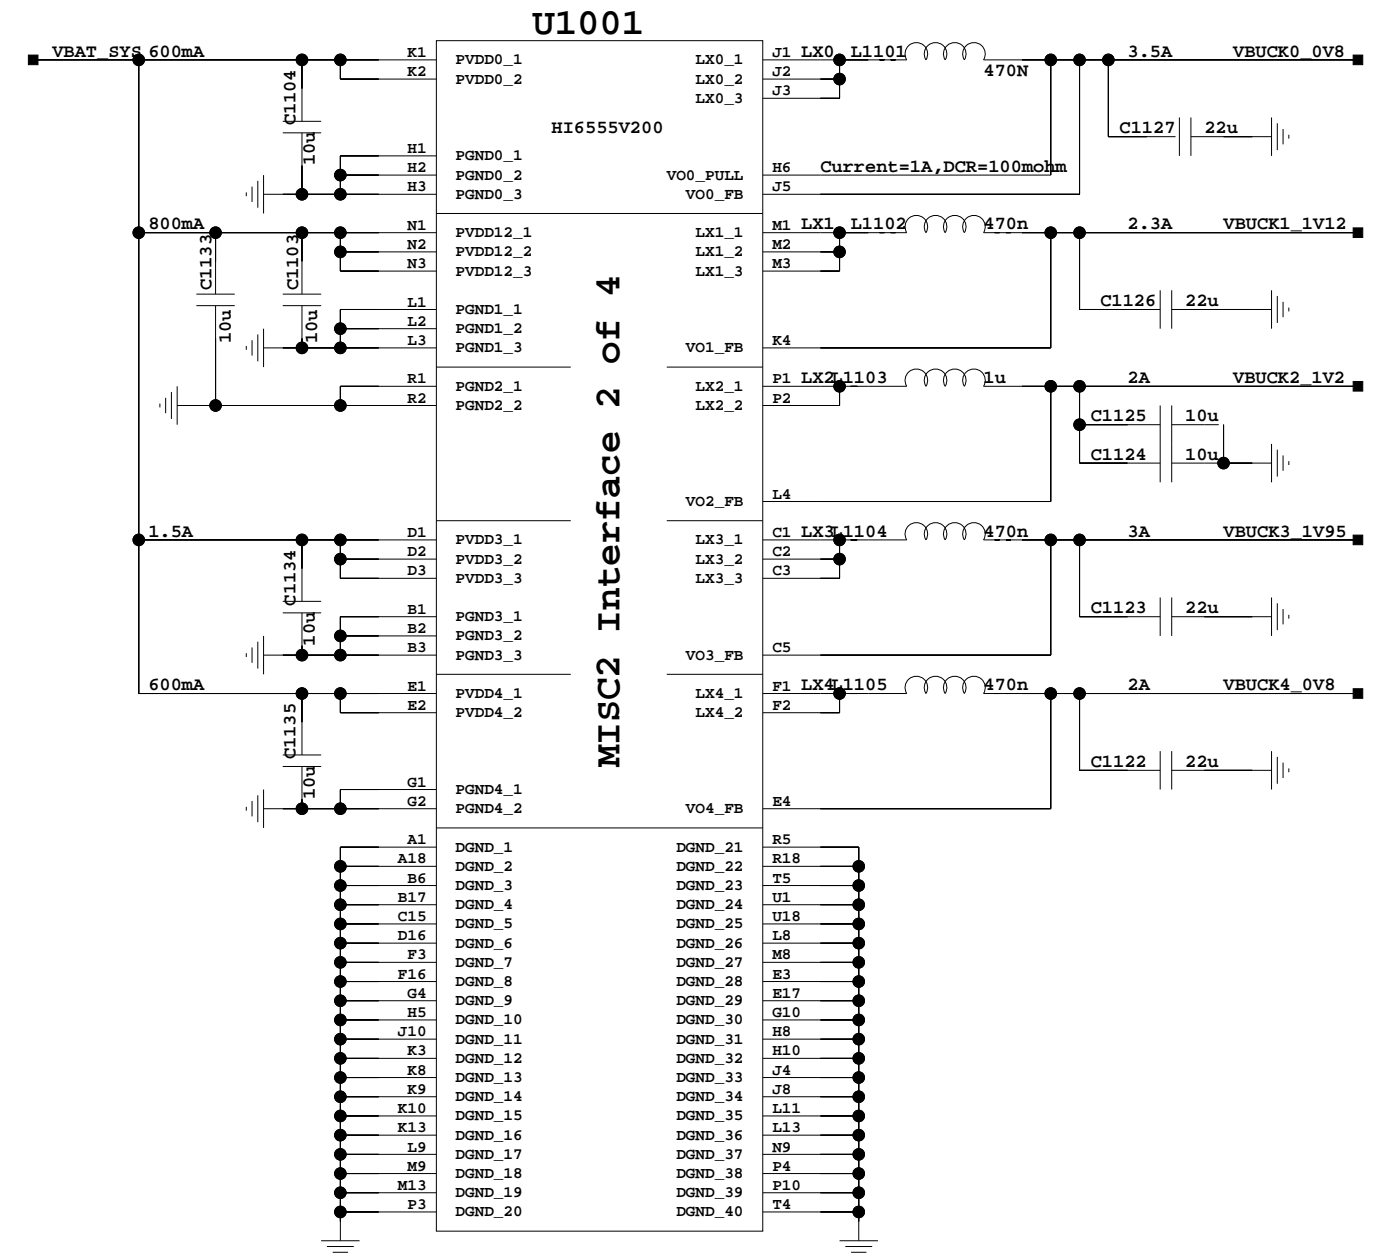 U1001
VBAT_SYS 600mA K1 PVDD0_1 LX0_1 J1 LX0 L1101 470N 3.5A VBUCK0_0V8
K2 PVDD0_2 LX0_2 J2
LX0_3 J3
C1104 10u
HI6555V200
C1127 22u
H1 PGND0_1
H2 PGND0_2 VO0_PULL H6 Current=1A,DCR=100mohm
H3 PGND0_3 VO0_FB J5
800mA N1 PVDD12_1 LX1_1 M1 LX1 L1102 470n 2.3A VBUCK1_1V12
N2 PVDD12_2 LX1_2 M2
N3 PVDD12_3 LX1_3 M3
C1133 10u
C1103 10u
L1 PGND1_1 C1126 22u
L2 PGND1_2
L3 PGND1_3 VO1_FB K4
R1 PGND2_1 LX2_1 P1 LX2 L1103 1u 2A VBUCK2_1V2
R2 PGND2_2 LX2_2 P2
C1125 10u
C1124 10u
VO2_FB L4
MISC2 Interface 2 of 4
1.5A D1 PVDD3_1 LX3_1 C1 LX3 L1104 470n 3A VBUCK3_1V95
D2 PVDD3_2 LX3_2 C2
D3 PVDD3_3 LX3_3 C3
C1134 10u
B1 PGND3_1 C1123 22u
B2 PGND3_2
B3 PGND3_3 VO3_FB C5
600mA E1 PVDD4_1 LX4_1 F1 LX4 L1105 470n 2A VBUCK4_0V8
E2 PVDD4_2 LX4_2 F2
C1135 10u
C1122 22u
G1 PGND4_1
G2 PGND4_2 VO4_FB E4
A1 DGND_1 DGND_21 R5
A18 DGND_2 DGND_22 R18
B6 DGND_3 DGND_23 T5
B17 DGND_4 DGND_24 U1
C15 DGND_5 DGND_25 U18
D16 DGND_6 DGND_26 L8
F3 DGND_7 DGND_27 M8
F16 DGND_8 DGND_28 E3
G4 DGND_9 DGND_29 E17
H5 DGND_10 DGND_30 G10
J10 DGND_11 DGND_31 H8
K3 DGND_12 DGND_32 H10
K8 DGND_13 DGND_33 J4
K9 DGND_14 DGND_34 J8
K10 DGND_15 DGND_35 L11
K13 DGND_16 DGND_36 L13
L9 DGND_17 DGND_37 N9
M9 DGND_18 DGND_38 P4
M13 DGND_19 DGND_39 P10
P3 DGND_20 DGND_40 T4